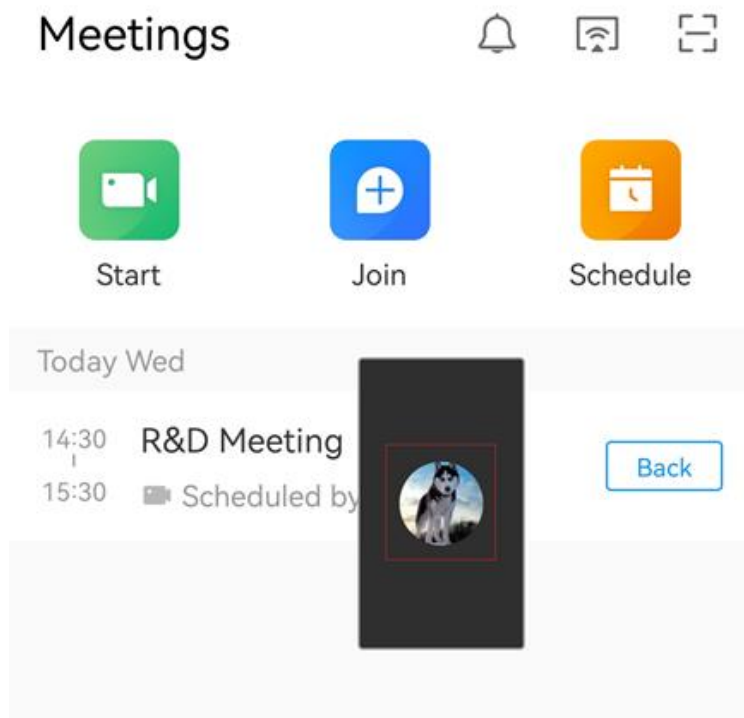 Meetings
Start
Join
Schedule
Today Wed
14:30
R&D Meeting
15:30
Scheduled by
Back